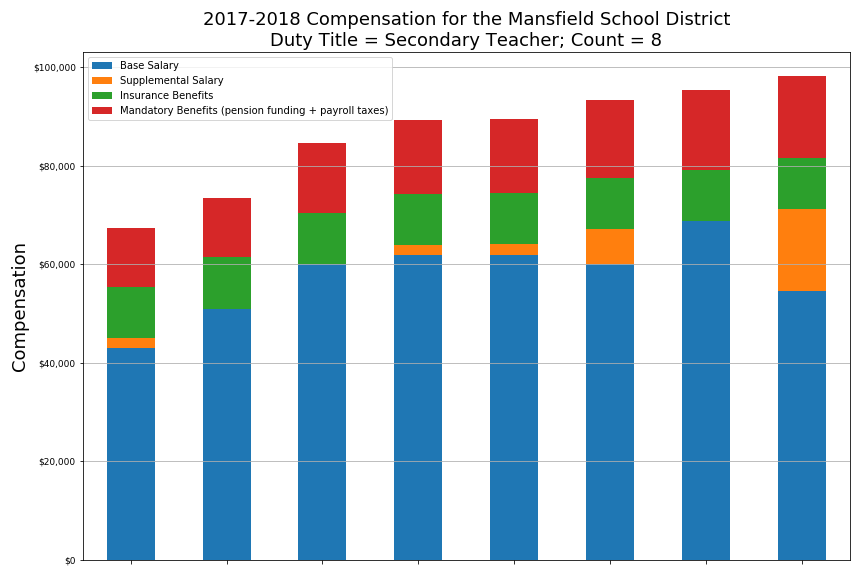 2017-2018 Compensation for the Mansfield School District
Duty Title = Secondary Teacher; Count = 8
Base Salary
Supplemental Salary
Insurance Benefits
Mandatory Benefits (pension funding + payroll taxes)
$100,000
$80,000
$60,000
$40,000
$20,000
$0
Compensation